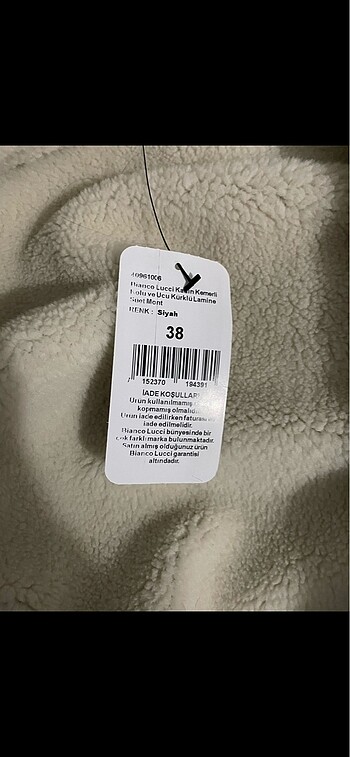 40961006
Bianco Lucci Kadın Kemerli
Kolu ve Ucu Kürklü Lamine
Süet Mont
RENK : Siyah
38
7 152370 194391
İADE KOŞULLARI
Ürün kullanılmamış
kopmamış olmalıdır
Ürün iade edilirken faturası
iade edilmelidir.
Bianco Lucci bünyesinde bir
çok farklı marka bulunmaktadır.
Satın almış olduğunuz ürün
Bianco Lucci garantisi
altındadır.